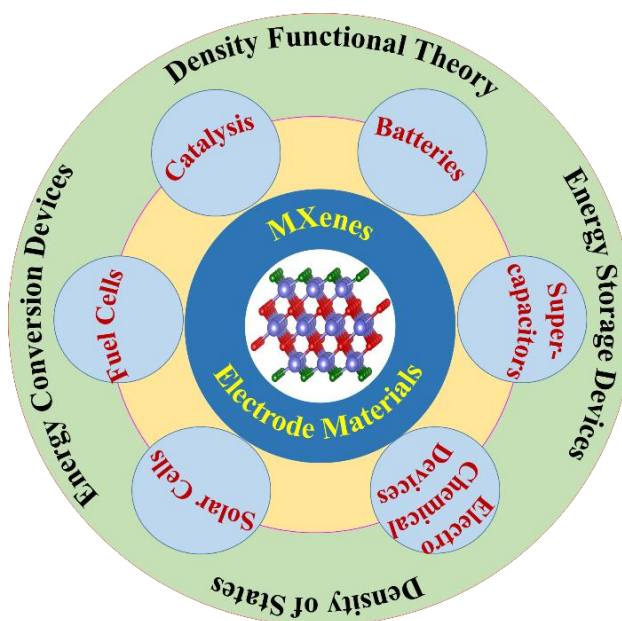 Density Functional Theory
Catalysis
Batteries
Energy Conversion Devices
Energy Storage Devices
MXenes
Electrode Materials
Fuel Cells
Super-
capacitors
Solar Cells
Electro
Chemical
Devices
Density of States